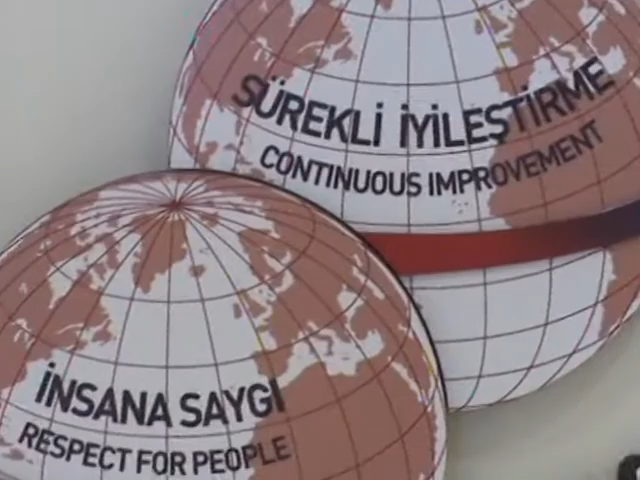 SÜREKLİ İYİLEŞTİRME
CONTINUOUS IMPROVEMENT
İNSANA SAYGI
RESPECT FOR PEOPLE